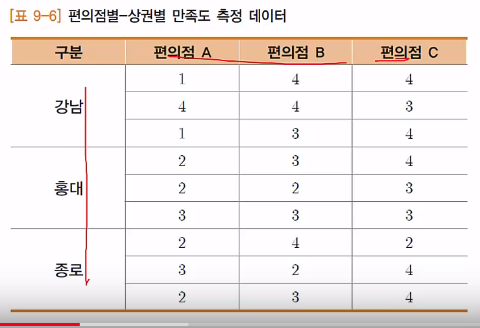 [표 9-6] 편의점별-상권별 만족도 측정 데이터
구분 편의점 A 편의점 B 편의점 C
1 4 4
강남 4 4 3
1 3 4
2 3 4
홍대 2 2 3
3 3 3
2 4 2
종로 3 2 4
2 3 4